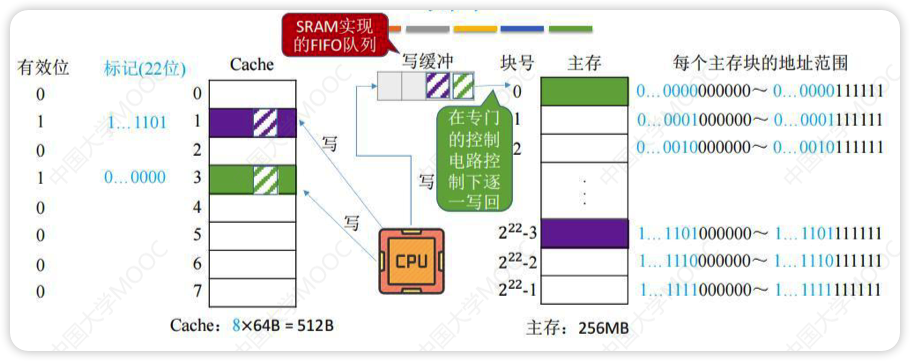 SRAM实现
的FIFO队列
有效位 标记(22位) Cache 写缓冲 块号 主存 每个主存块的地址范围
0 0 0 0…0000000000～ 0…0000111111
1 1…1101 1 1 0…0001000000～ 0…0001111111
0 2 2 0…0010000000～ 0…0010111111
1 0…0000 3
0 4
0 5 2²²-3 1…1101000000～ 1…1101111111
0 6 2²²-2 1…1110000000～ 1…1110111111
0 7 2²²-1 1…1111000000～ 1…1111111111
写
写
写
在专门
的控制
电路控
制下逐
一写回
⋮
CPU
Cache：8×64B = 512B 主存：256MB
中国大学MOOC